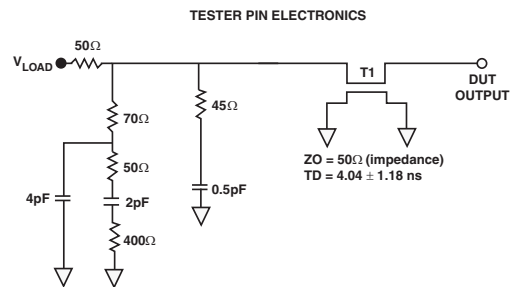 TESTER PIN ELECTRONICS
50Ω
VLOAD
T1
DUT
OUTPUT
70Ω
45Ω
50Ω
ZO = 50Ω (impedance)
TD = 4.04 ± 1.18 ns
4pF
2pF
0.5pF
400Ω